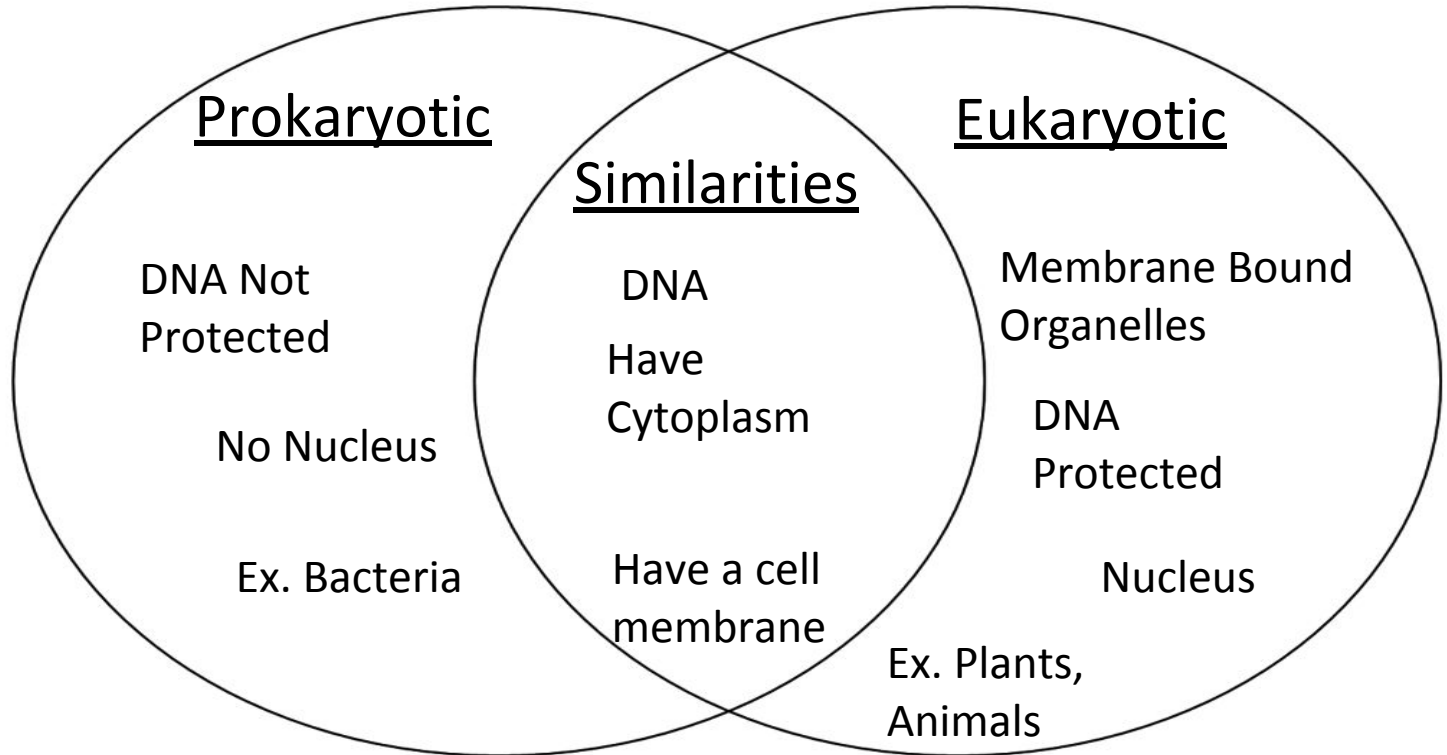 Prokaryotic
DNA Not
Protected
No Nucleus
Ex. Bacteria
Similarities
DNA
Have
Cytoplasm
Have a cell
membrane
Eukaryotic
Membrane Bound
Organelles
DNA
Protected
Nucleus
Ex. Plants,
Animals